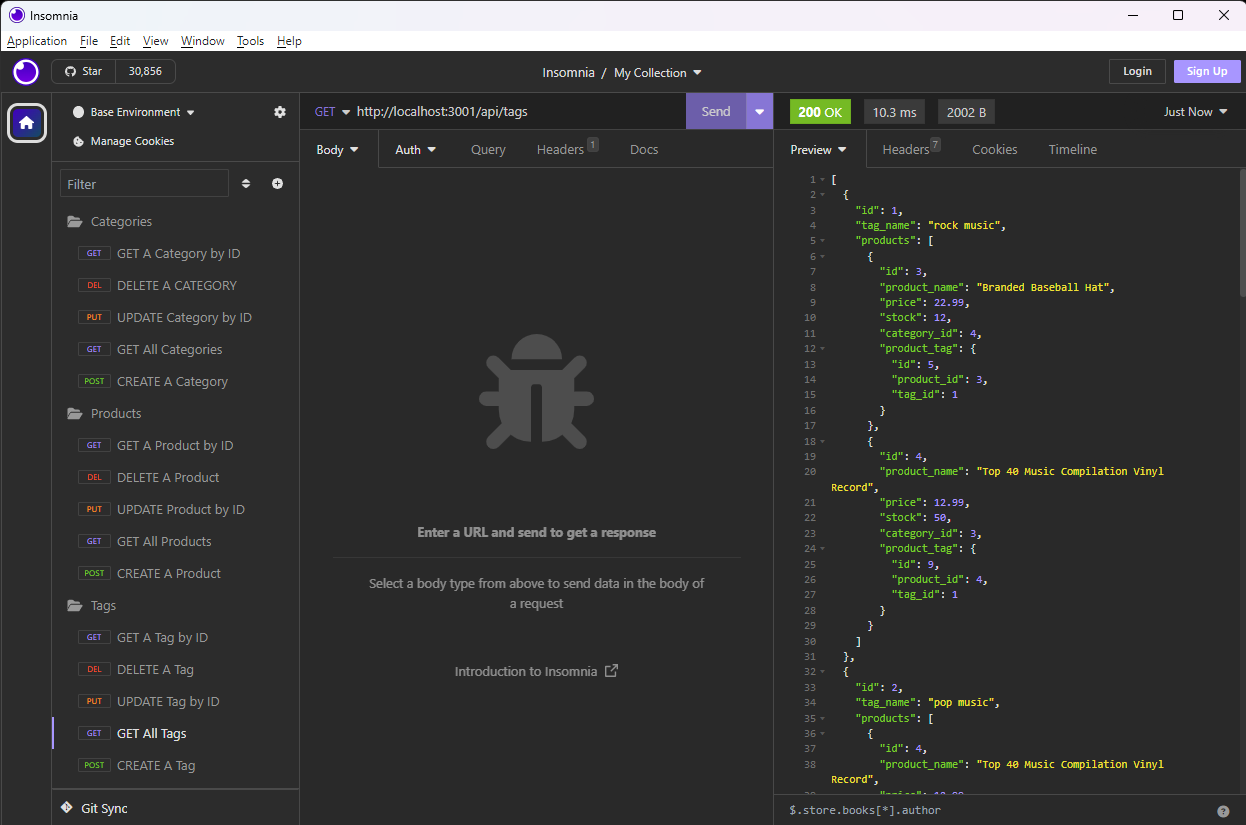 Insomnia
Application File Edit View Window Tools Help
Star 30,856
Insomnia / My Collection
Login Sign Up
Base Environment
Manage Cookies
Filter
Categories
GET GET A Category by ID
DEL DELETE A CATEGORY
PUT UPDATE Category by ID
GET GET All Categories
POST CREATE A Category
Products
GET GET A Product by ID
DEL DELETE A Product
PUT UPDATE Product by ID
GET GET All Products
POST CREATE A Product
Tags
GET GET A Tag by ID
DEL DELETE A Tag
PUT UPDATE Tag by ID
GET GET All Tags
POST CREATE A Tag
Git Sync
GET http://localhost:3001/api/tags Send
Body Auth Query Headers 1 Docs
Enter a URL and send to get a response
Select a body type from above to send data in the body of
a request
Introduction to Insomnia
200 OK 10.3 ms 2002 B Just Now
Preview Headers 7 Cookies Timeline
1 [
2 {
3 "id": 1,
4 "tag_name": "rock music",
5 "products": [
6 {
7 "id": 3,
8 "product_name": "Branded Baseball Hat",
9 "price": 22.99,
10 "stock": 12,
11 "category_id": 4,
12 "product_tag": {
13 "id": 5,
14 "product_id": 3,
15 "tag_id": 1
16 }
17 },
18 {
19 "id": 4,
20 "product_name": "Top 40 Music Compilation Vinyl
Record",
21 "price": 12.99,
22 "stock": 50,
23 "category_id": 3,
24 "product_tag": {
25 "id": 9,
26 "product_id": 4,
27 "tag_id": 1
28 }
29 }
30 ]
31 },
32 {
33 "id": 2,
34 "tag_name": "pop music",
35 "products": [
36 {
37 "id": 4,
38 "product_name": "Top 40 Music Compilation Vinyl
Record",
39 "price": 12.99
$.store.books[*].author